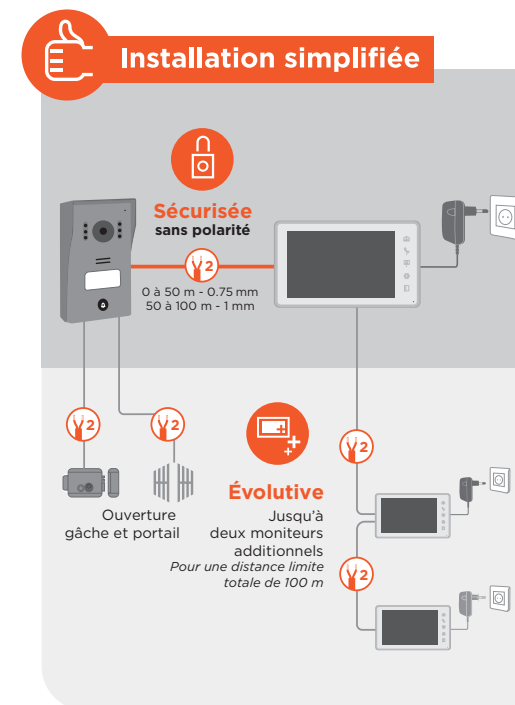 Installation simplifiée
Sécurisée
sans polarité
2
0 à 50 m - 0.75 mm
50 à 100 m - 1 mm
2
2
2
Ouverture
gâche et portail
Évolutive
Jusqu'à
deux moniteurs
additionnels
Pour une distance limite
totale de 100 m
2